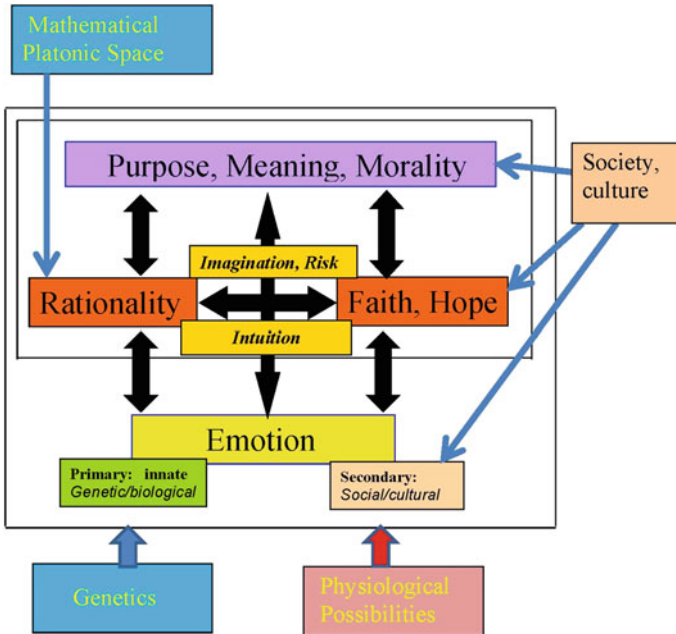 Mathematical
Platonic Space
Purpose, Meaning, Morality
Society,
culture
Imagination, Risk
Rationality
Faith, Hope
Intuition
Emotion
Primary: innate
Genetic/biological
Secondary:
Social/cultural
Genetics
Physiological
Possibilities